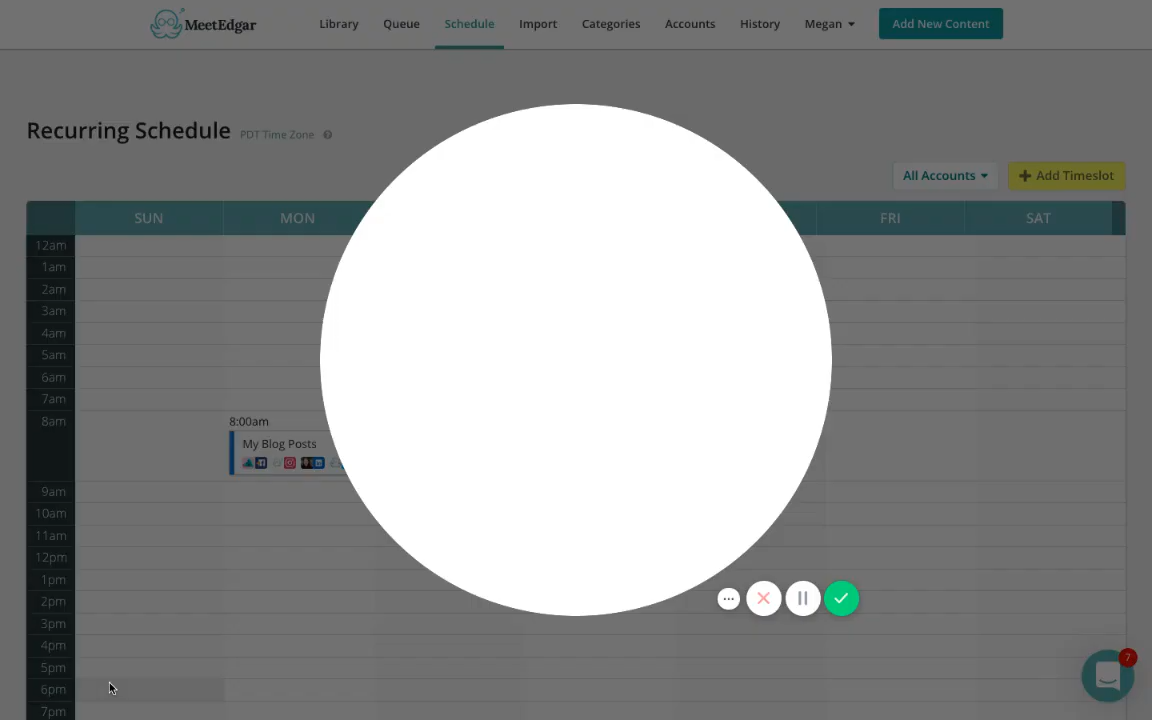 MeetEdgar
Library
Queue
Schedule
Import
Categories
Accounts
History
Megan
Add New Content
Recurring Schedule
PDT Time Zone
?
All Accounts
Add Timeslot
SUN
MON
FRI
SAT
12am
1am
2am
3am
4am
5am
6am
7am
8am
8:00am
My Blog Posts
9am
10am
11am
12pm
1pm
2pm
3pm
4pm
5pm
6pm
7pm
7